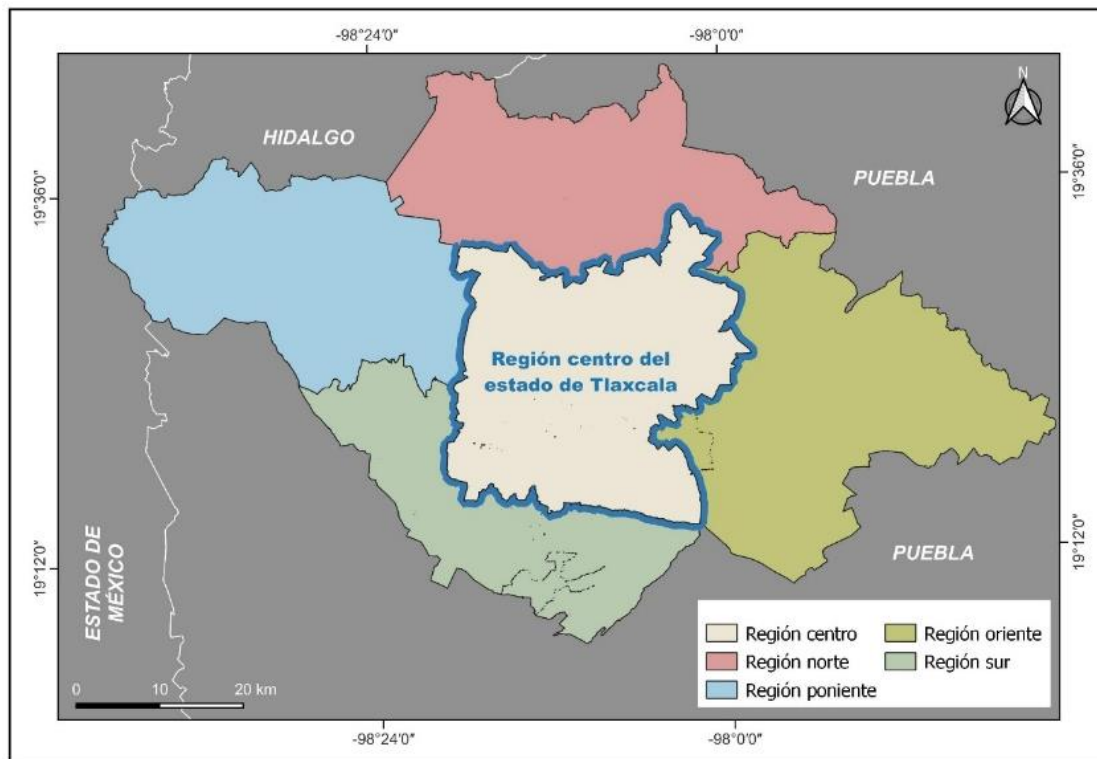 -98°24'0"
-98°0'0"
N
HIDALGO
PUEBLA
19°36'0"
19°36'0"
Región centro del
estado de Tlaxcala
19°12'0"
19°12'0"
ESTADO DE
MÉXICO
PUEBLA
Región centro
Región oriente
Región norte
Región sur
Región poniente
0 10 20 km
-98°24'0"
-98°0'0"